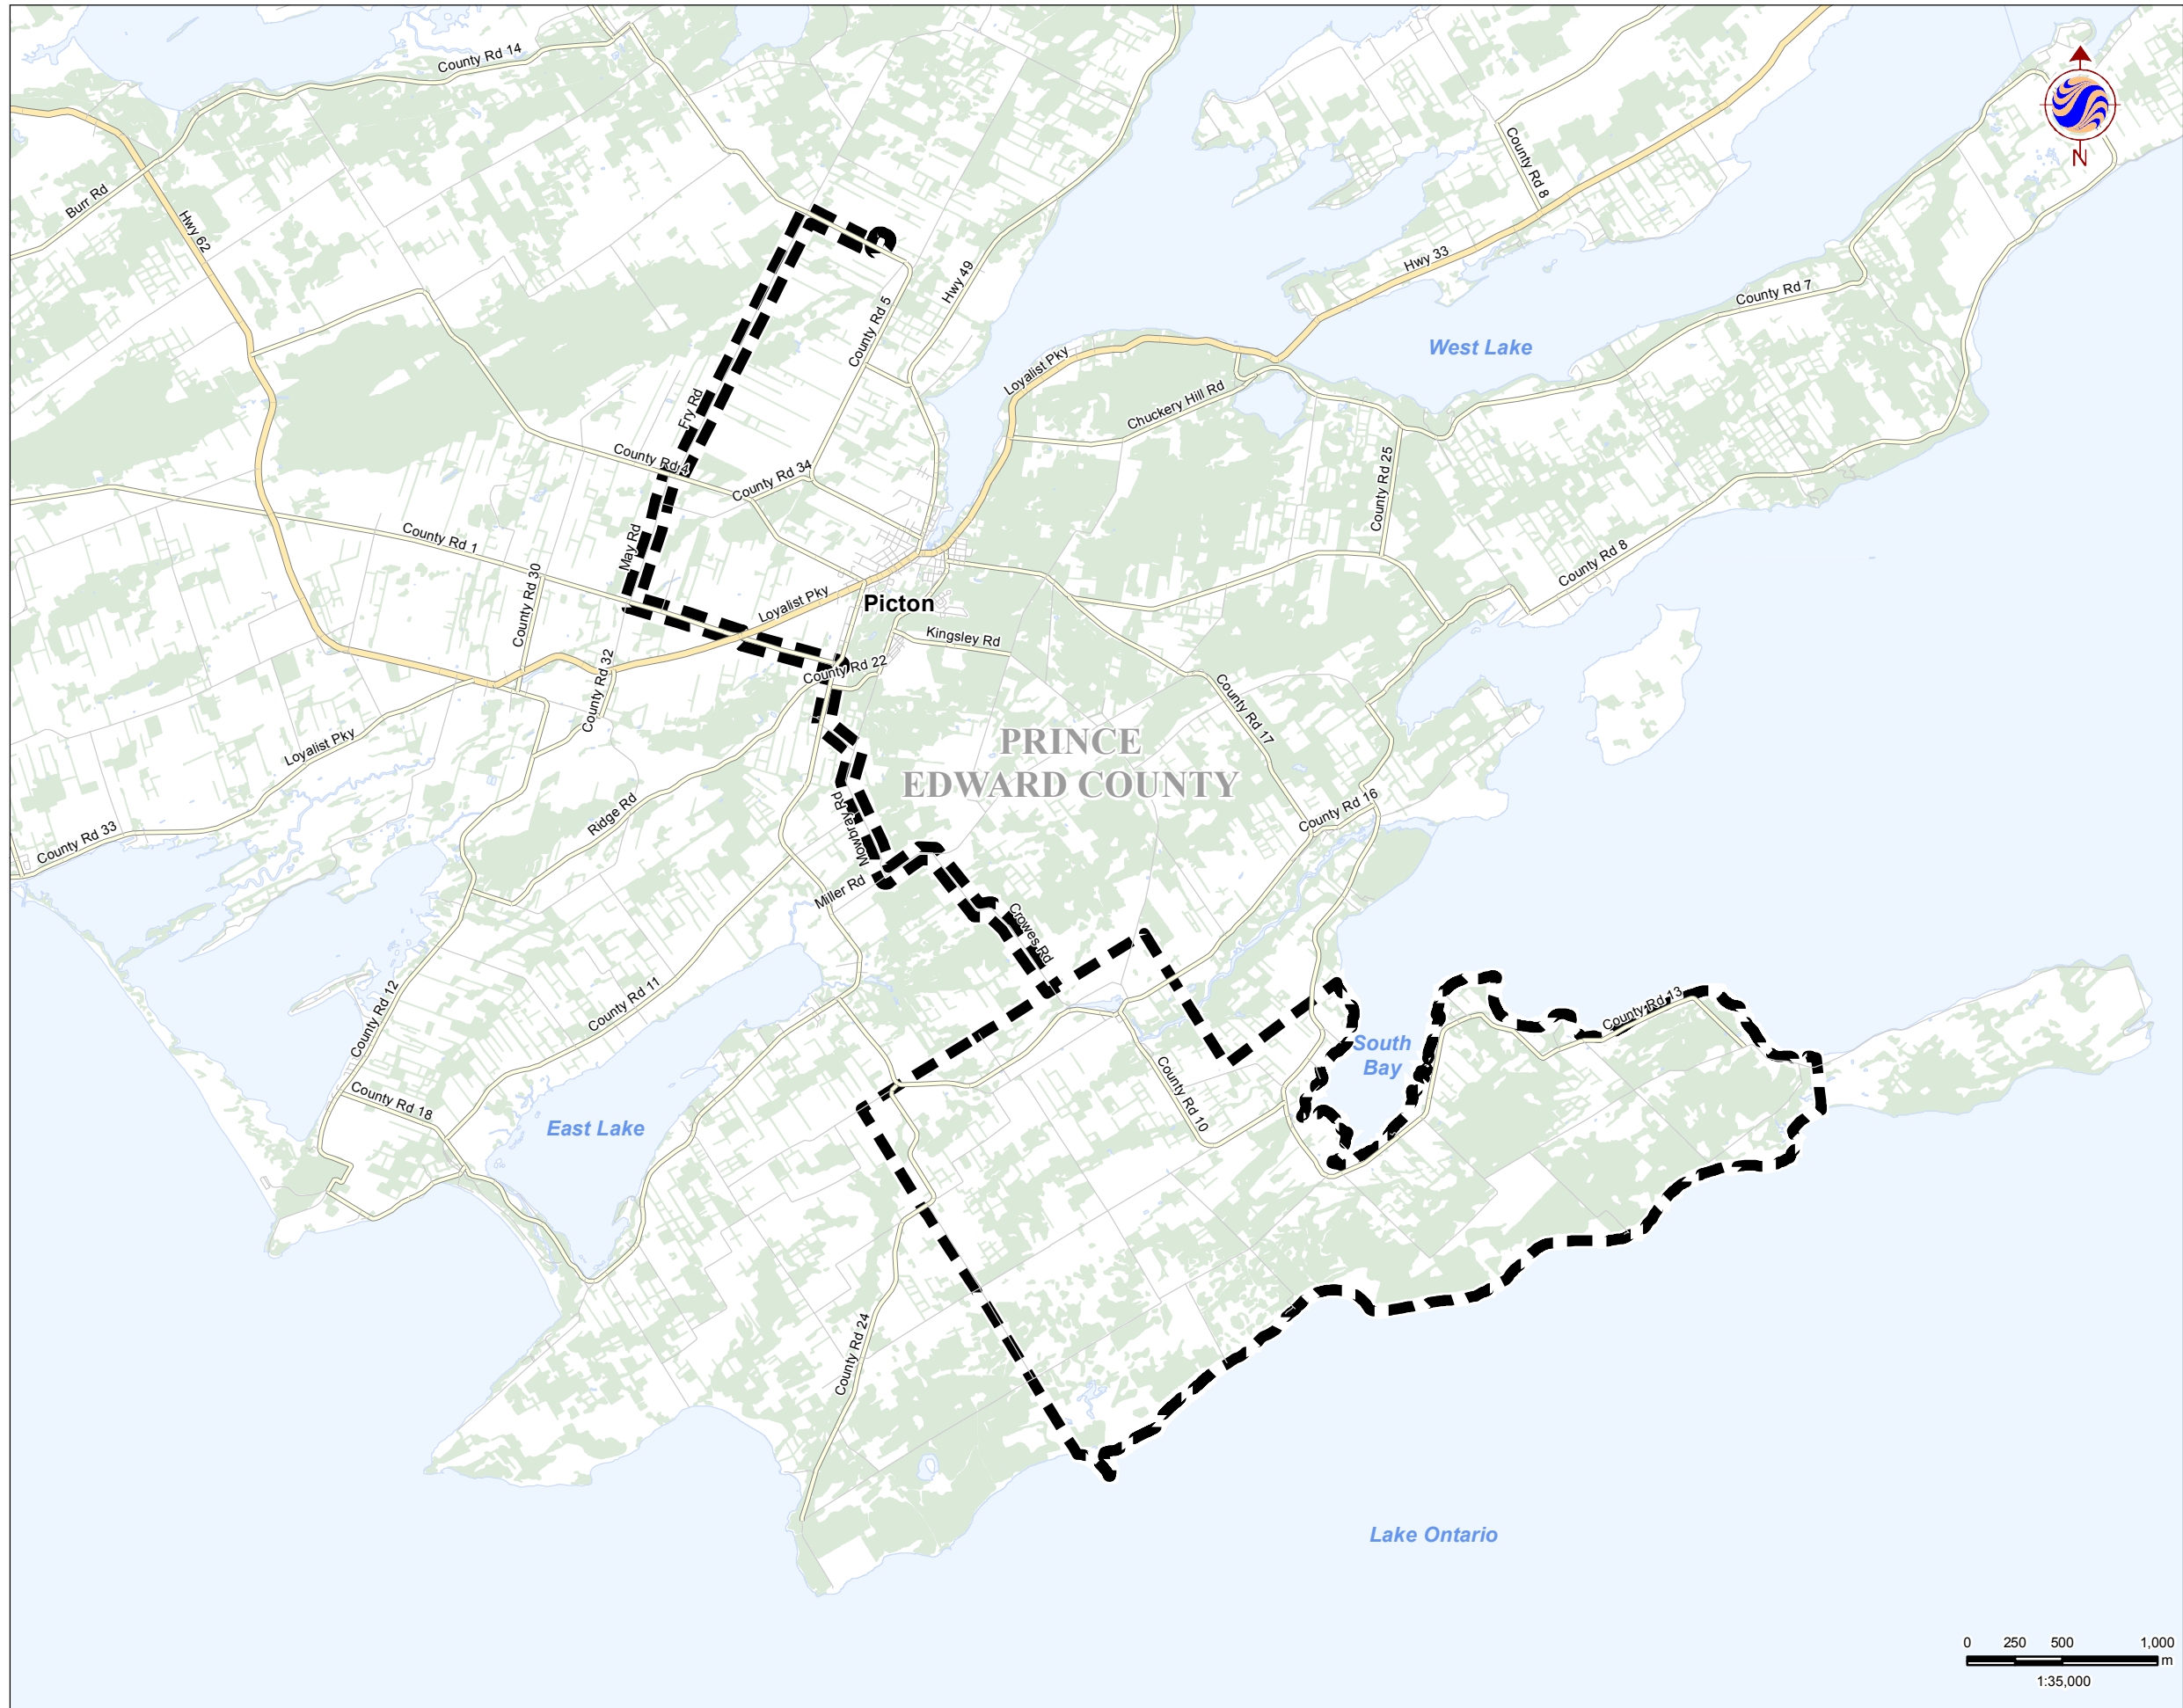 County Rd 14
Burr Rd
Hwy 62
County Rd 8
Hwy 33
Hwy 49
County Rd 5
County Rd 7
West Lake
Loyalist Pky
Chuckery Hill Rd
Fry Rd
County Rd 4
County Rd 34
County Rd 25
County Rd 1
May Rd
County Rd 30
County Rd 8
Loyalist Pky
Picton
Kingsley Rd
County Rd 22
County Rd 32
County Rd 17
Loyalist Pky
PRINCE
EDWARD COUNTY
County Rd 33
Ridge Rd
Mowbray Rd
County Rd 16
Miller Rd
Crowes Rd
County Rd 12
County Rd 11
County Rd 13
South
Bay
County Rd 18
East Lake
County Rd 10
County Rd 24
Lake Ontario
N
0 250 500 1,000
m
1:35,000